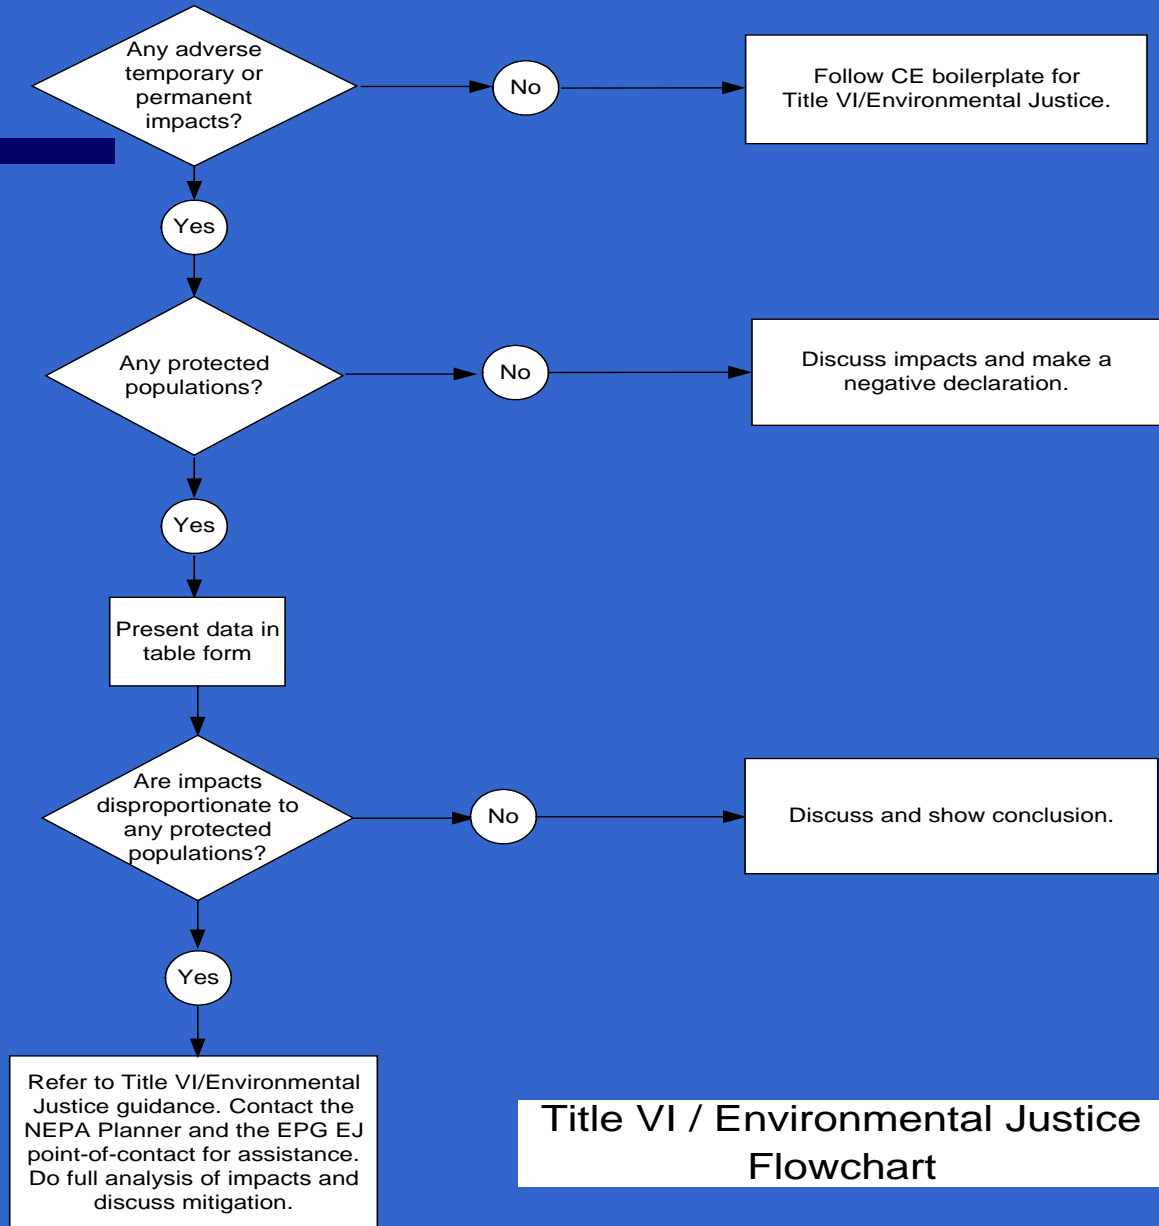 Any adverse
temporary or
permanent
impacts?
No
Follow CE boilerplate for
Title VI/Environmental Justice.
Yes
Any protected
populations?
No
Discuss impacts and make a
negative declaration.
Yes
Present data in
table form
Are impacts
disproportionate to
any protected
populations?
No
Discuss and show conclusion.
Yes
Refer to Title VI/Environmental
Justice guidance. Contact the
NEPA Planner and the EPG EJ
point-of-contact for assistance.
Do full analysis of impacts and
discuss mitigation.
Title VI / Environmental Justice
Flowchart